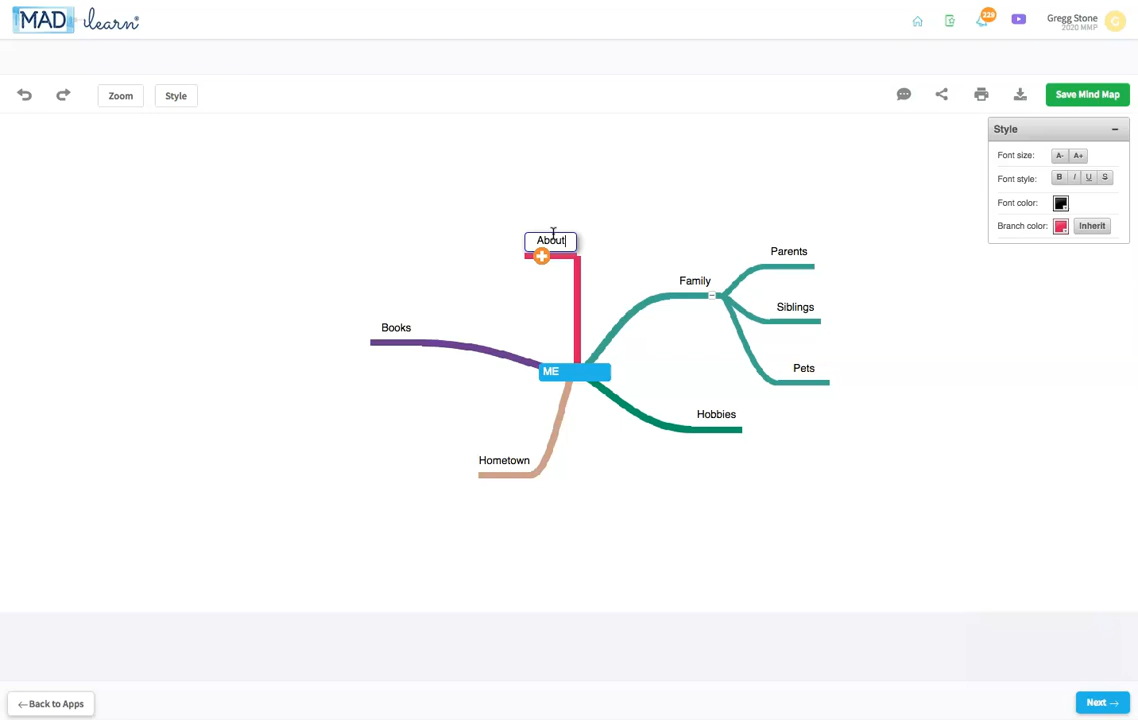 MAD learn®
229
Gregg Stone
2020 MMP
G
Zoom
Style
Save Mind Map
Style
Font size:
A-
A+
Font style:
B I U S
Font color:
Branch color:
Inherit
About
Parents
Family
Siblings
Books
Pets
ME
Hobbies
Hometown
←Back to Apps
Next →